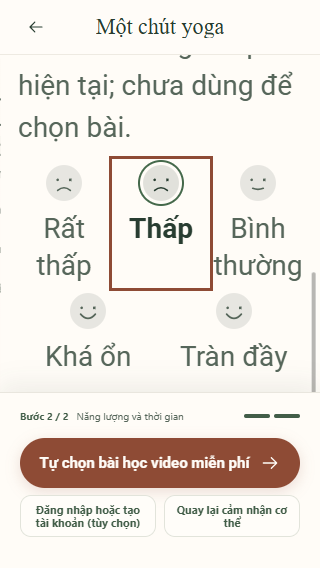 Một chút yoga
hiện tại; chưa dùng để
chọn bài.
Rất thấp
Thấp
Bình thường
Khá ổn
Tràn đầy
Bước 2 / 2 Năng lượng và thời gian
Tự chọn bài học video miễn phí
Đăng nhập hoặc tạo
tài khoản (tùy chọn)
Quay lại cảm nhận cơ
thể